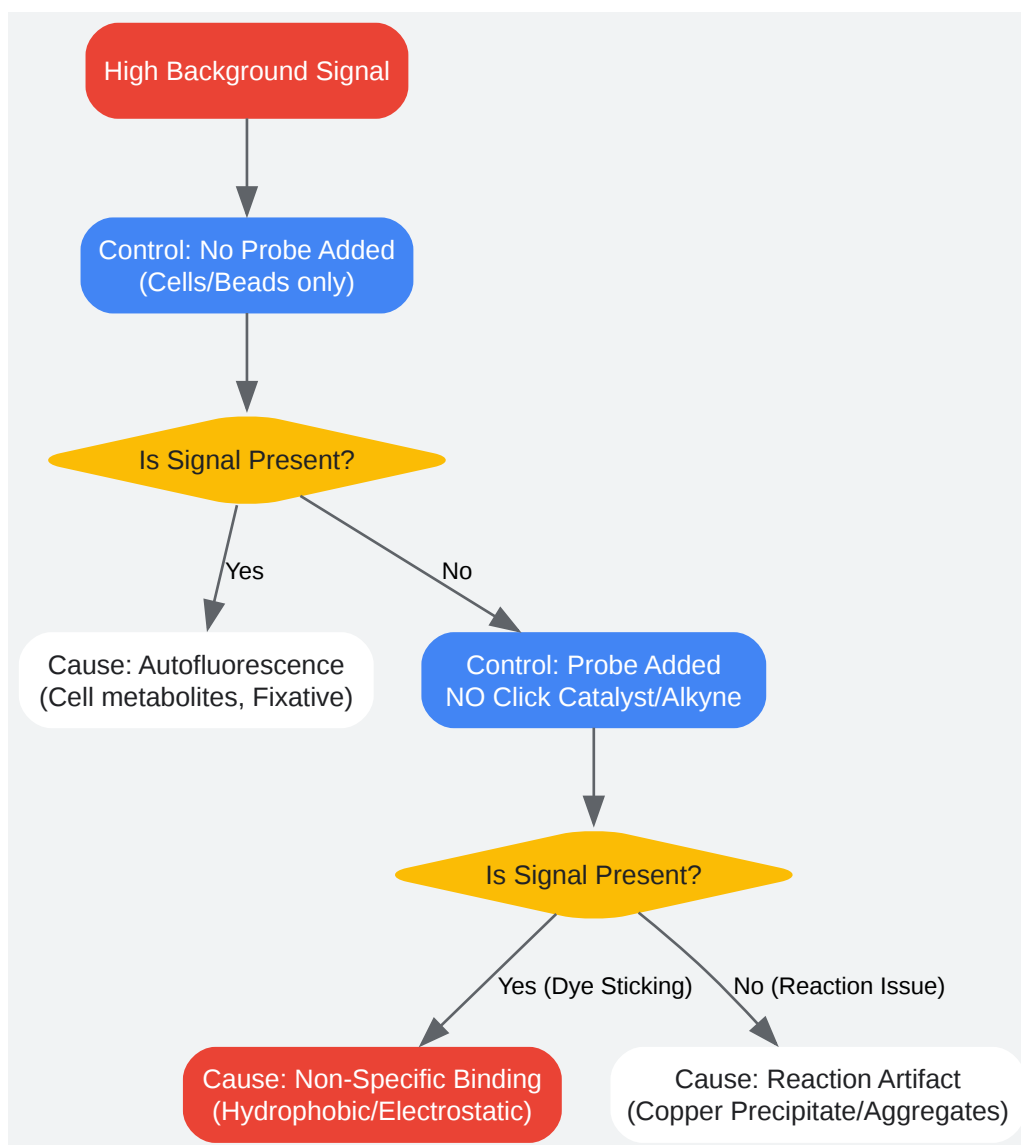 High Background Signal
Control: No Probe Added
(Cells/Beads only)
Is Signal Present?
Yes
No
Cause: Autofluorescence
(Cell metabolites, Fixative)
Control: Probe Added
NO Click Catalyst/Alkyne
Is Signal Present?
Yes (Dye Sticking)
No (Reaction Issue)
Cause: Non-Specific Binding
(Hydrophobic/Electrostatic)
Cause: Reaction Artifact
(Copper Precipitate/Aggregates)